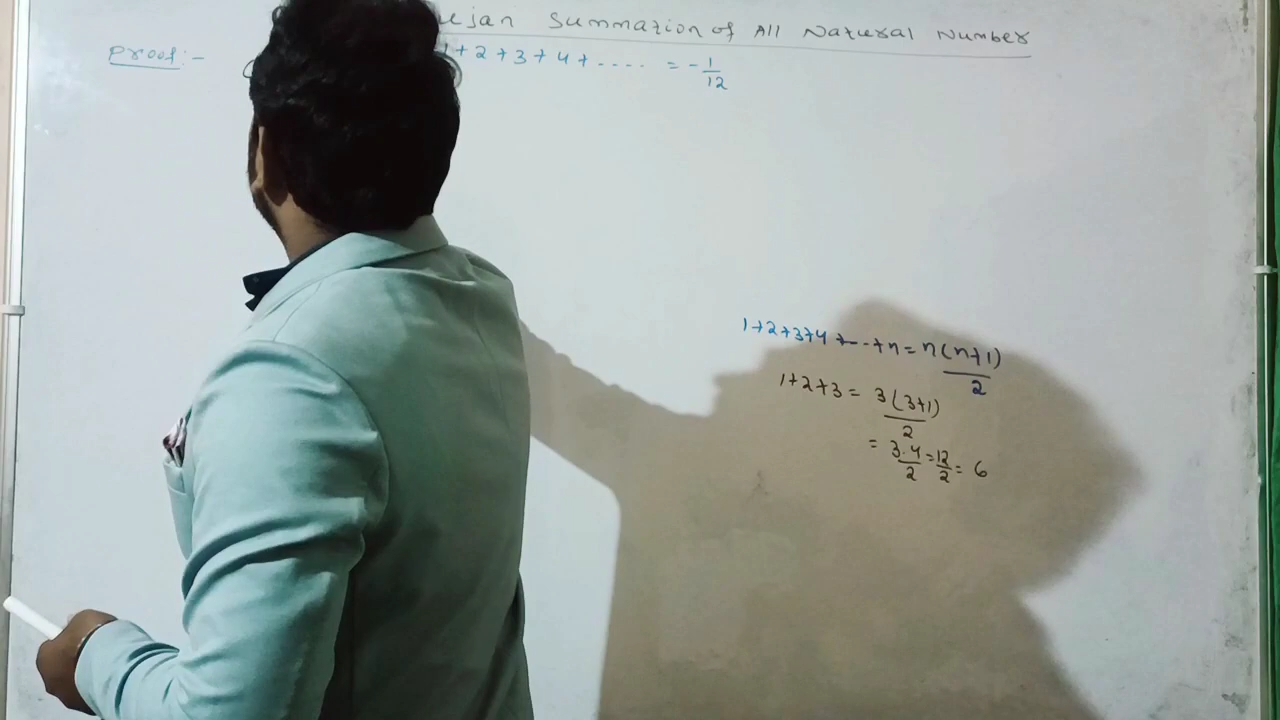 Summation of All Natural Number
Proof:-
1+2+3+4+.... = -1/12
1+2+3+4+--+n = n(n+1)/2
1+2+3 = 3(3+1)/2
= 3.4/2 = 12/2 = 6